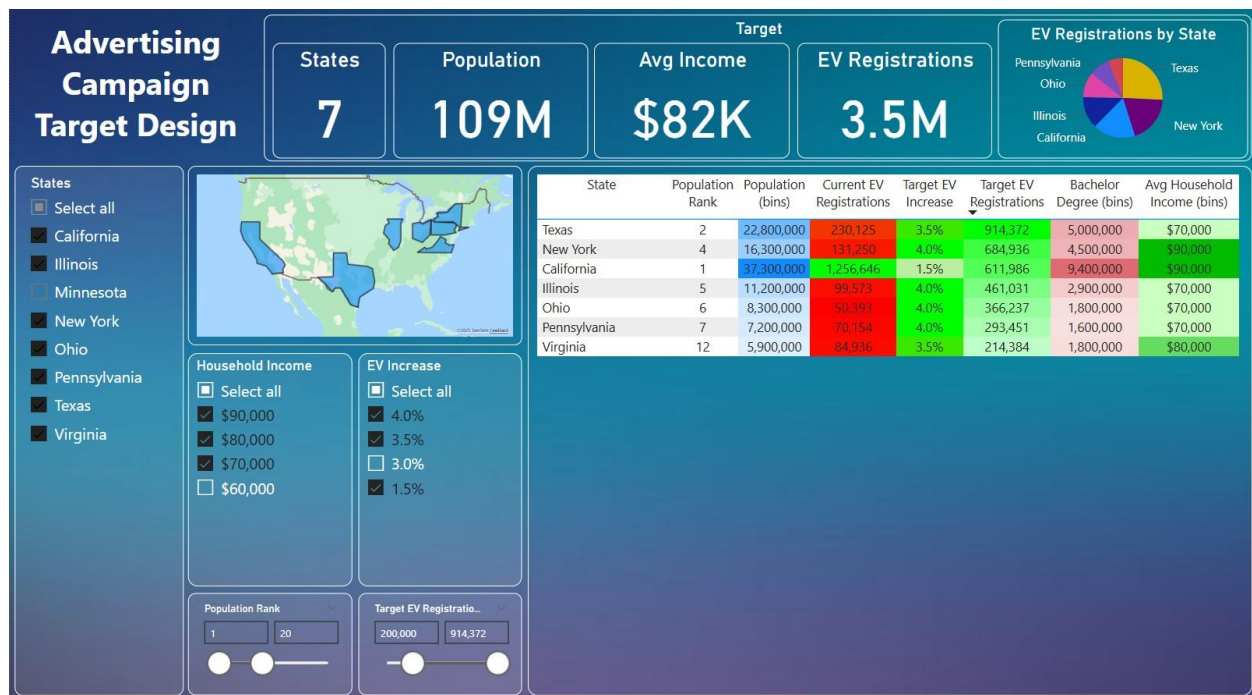 Advertising
Campaign
Target Design
Target
States
7
Population
109M
Avg Income
$82K
EV Registrations
3.5M
EV Registrations by State
Pennsylvania
Ohio
Illinois
California
Texas
New York
States
Select all
California
Illinois
Minnesota
New York
Ohio
Pennsylvania
Texas
Virginia
Household Income
Select all
$90,000
$80,000
$70,000
$60,000
EV Increase
Select all
4.0%
3.5%
3.0%
1.5%
Population Rank
1 20
Target EV Registratio...
200,000 914,372
State Population Rank Population (bins) Current EV Registrations Target EV Increase Target EV Registrations Bachelor Degree (bins) Avg Household Income (bins)
Texas 2 22,800,000 230,125 3.5% 914,372 5,000,000 $70,000
New York 4 16,300,000 131,250 4.0% 684,936 4,500,000 $90,000
California 1 37,300,000 1,256,646 1.5% 611,986 9,400,000 $90,000
Illinois 5 11,200,000 99,573 4.0% 461,031 2,900,000 $70,000
Ohio 6 8,300,000 50,393 4.0% 366,237 1,800,000 $70,000
Pennsylvania 7 7,200,000 70,154 4.0% 293,451 1,600,000 $70,000
Virginia 12 5,900,000 84,936 3.5% 214,384 1,800,000 $80,000